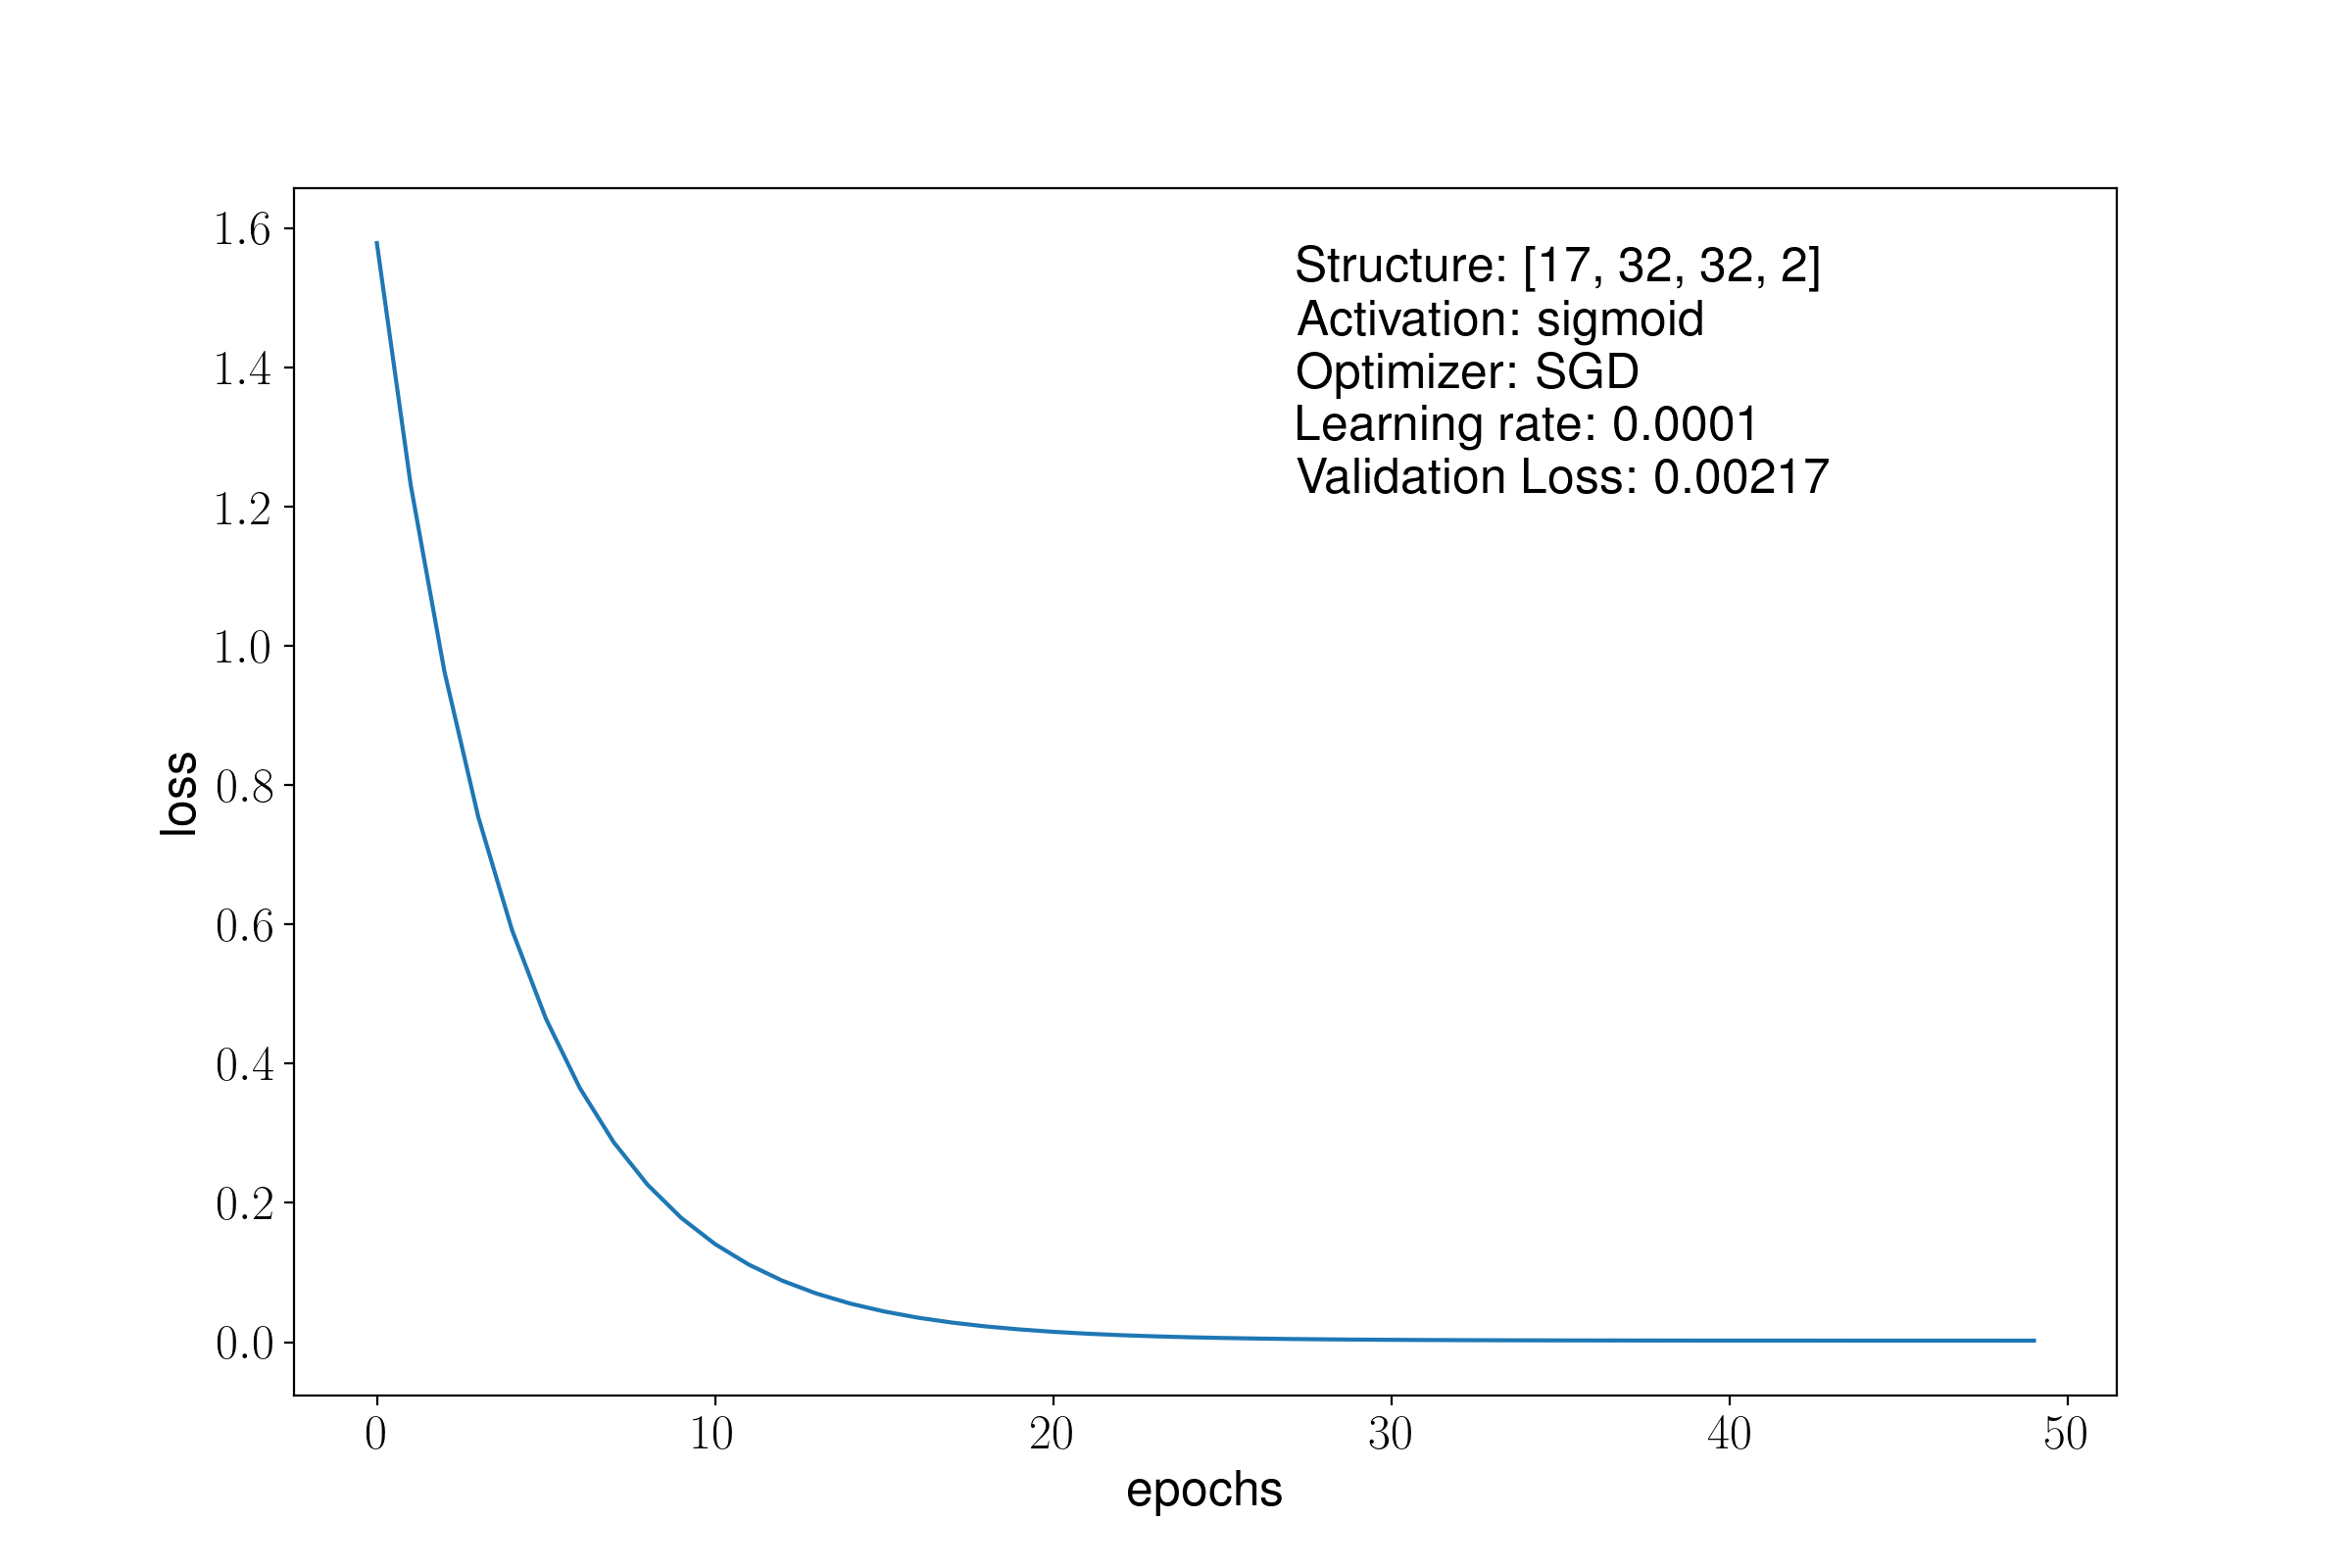 Structure: [17, 32, 32, 2]
Activation: sigmoid
Optimizer: SGD
Learning rate: 0.0001
Validation Loss: 0.00217
1.6
1.4
1.2
1.0
0.8
0.6
0.4
0.2
0.0
loss
0 10 20 30 40 50
epochs